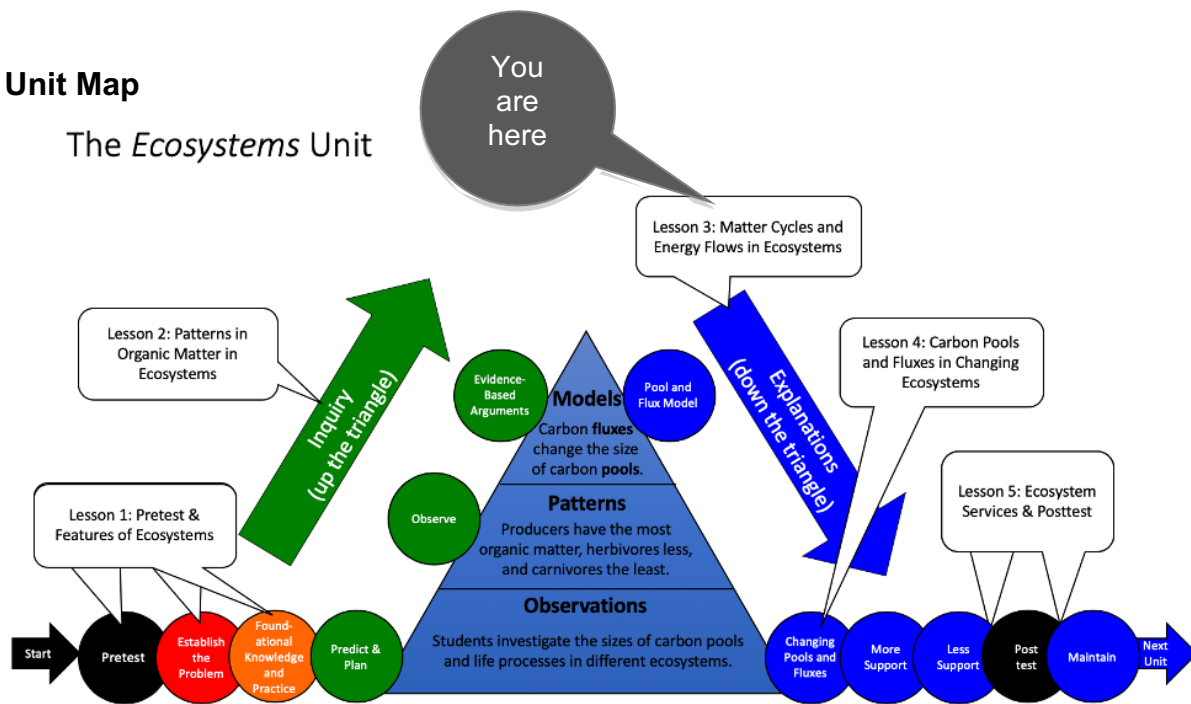 Unit Map
The Ecosystems Unit
You
are
here
Lesson 3: Matter Cycles and
Energy Flows in Ecosystems
Lesson 2: Patterns in
Organic Matter in
Ecosystems
Inquiry
(up the triangle)
Evidence-
Based
Arguments
Pool and
Flux Model
Explanations
(down the triangle)
Lesson 4: Carbon Pools
and Fluxes in Changing
Ecosystems
Models
Carbon fluxes
change the size
of carbon pools.
Observe
Patterns
Producers have the most
organic matter, herbivores less,
and carnivores the least.
Lesson 1: Pretest &
Features of Ecosystems
Lesson 5: Ecosystem
Services & Posttest
Observations
Students investigate the sizes of carbon pools
and life processes in different ecosystems.
Start
Pretest
Establish
the
Problem
Found-
ational
Knowledge
and
Practice
Predict &
Plan
Changing
Pools and
Fluxes
More
Support
Less
Support
Post
test
Maintain
Next
Unit